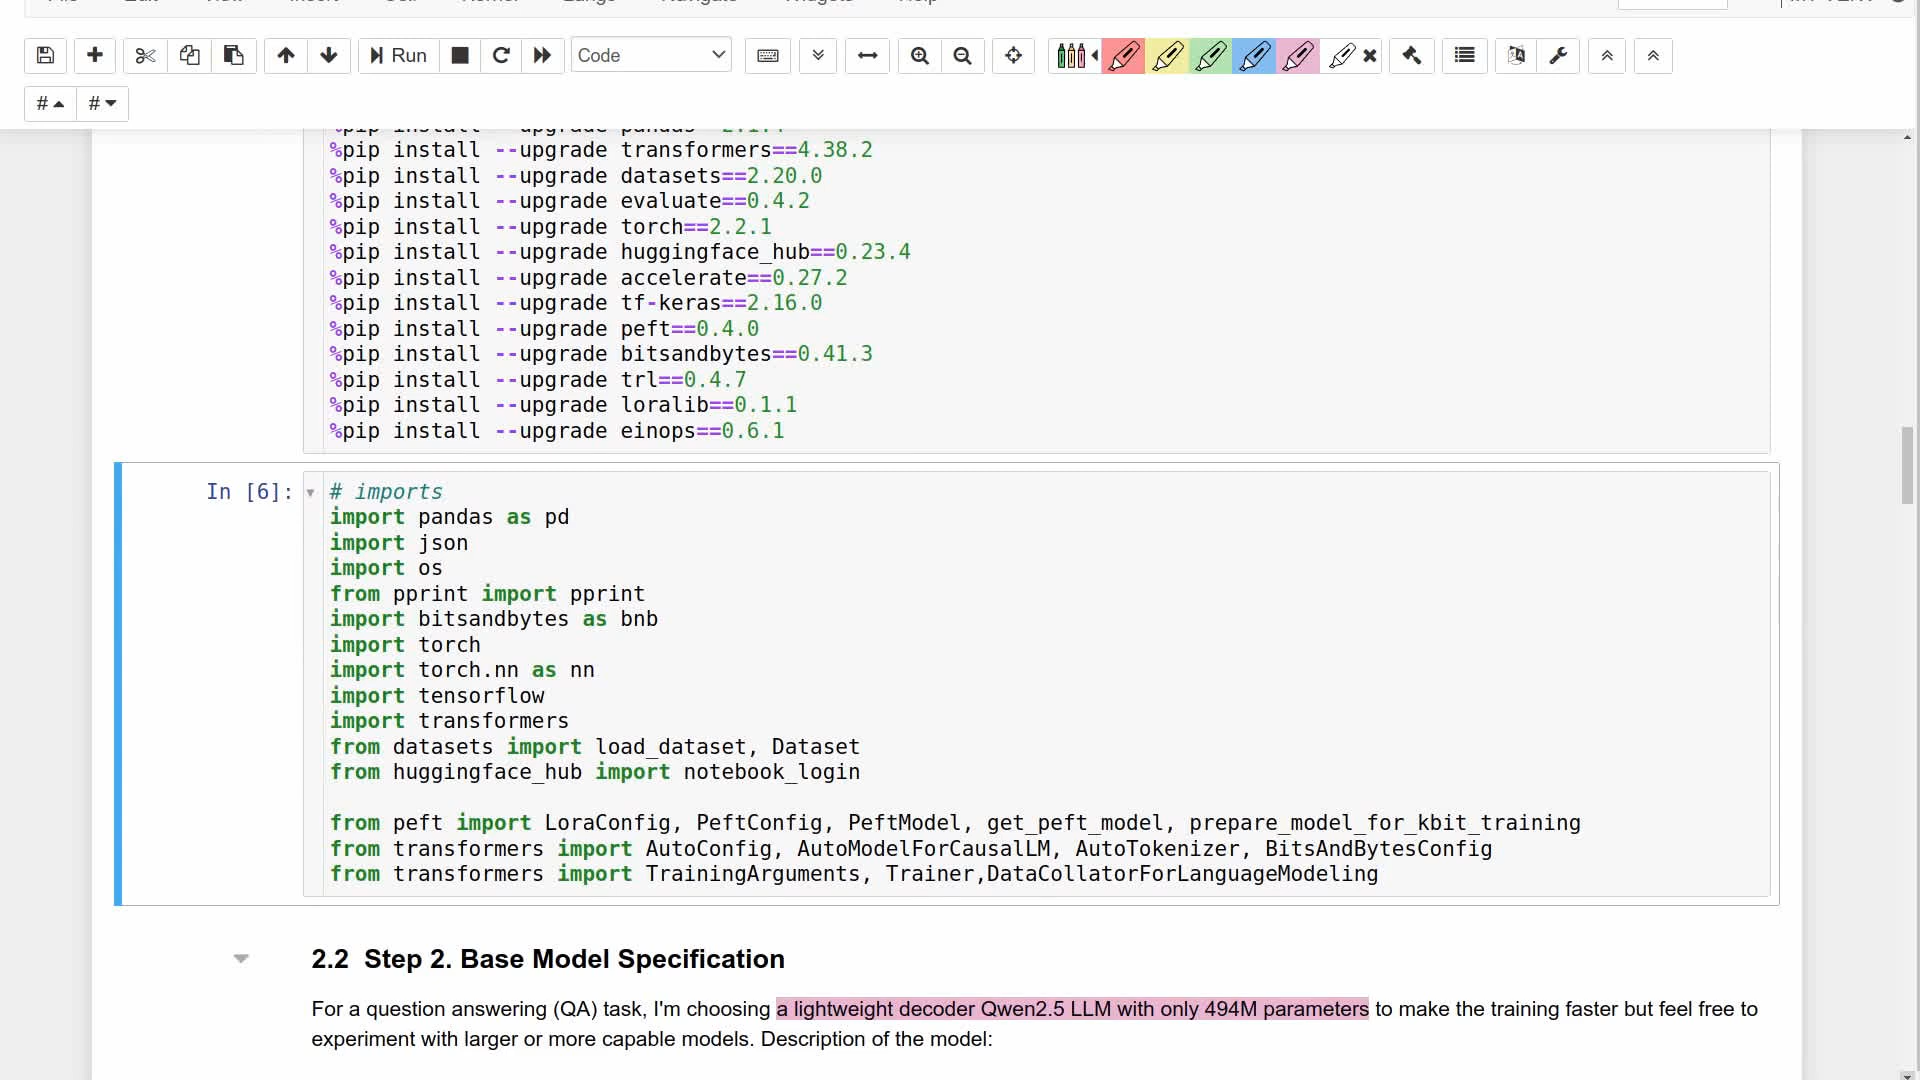 Run
Code
#
#
%pip install --upgrade transformers==4.38.2
%pip install --upgrade datasets==2.20.0
%pip install --upgrade evaluate==0.4.2
%pip install --upgrade torch==2.2.1
%pip install --upgrade huggingface_hub==0.23.4
%pip install --upgrade accelerate==0.27.2
%pip install --upgrade tf-keras==2.16.0
%pip install --upgrade peft==0.4.0
%pip install --upgrade bitsandbytes==0.41.3
%pip install --upgrade trl==0.4.7
%pip install --upgrade loralib==0.1.1
%pip install --upgrade einops==0.6.1
In [6]: # imports
import pandas as pd
import json
import os
from pprint import pprint
import bitsandbytes as bnb
import torch
import torch.nn as nn
import tensorflow
import transformers
from datasets import load_dataset, Dataset
from huggingface_hub import notebook_login
from peft import LoraConfig, PeftConfig, PeftModel, get_peft_model, prepare_model_for_kbit_training
from transformers import AutoConfig, AutoModelForCausalLM, AutoTokenizer, BitsAndBytesConfig
from transformers import TrainingArguments, Trainer,DataCollatorForLanguageModeling
2.2 Step 2. Base Model Specification
For a question answering (QA) task, I'm choosing a lightweight decoder Qwen2.5 LLM with only 494M parameters to make the training faster but feel free to
experiment with larger or more capable models. Description of the model: